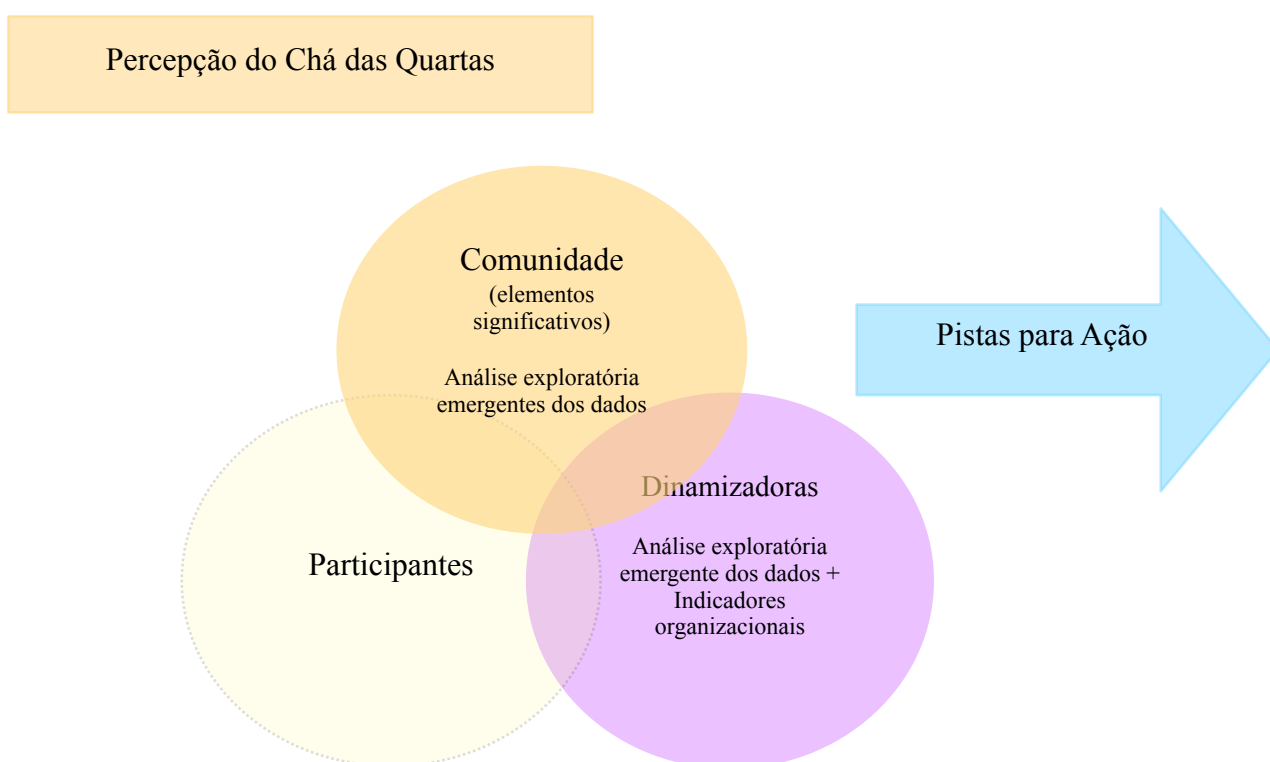 Percepção do Chá das Quartas
Comunidade
(elementos
significativos)
Análise exploratória
emergentes dos dados
Pistas para Ação
Participantes
Dinamizadoras
Análise exploratória
emergente dos dados +
Indicadores
organizacionais